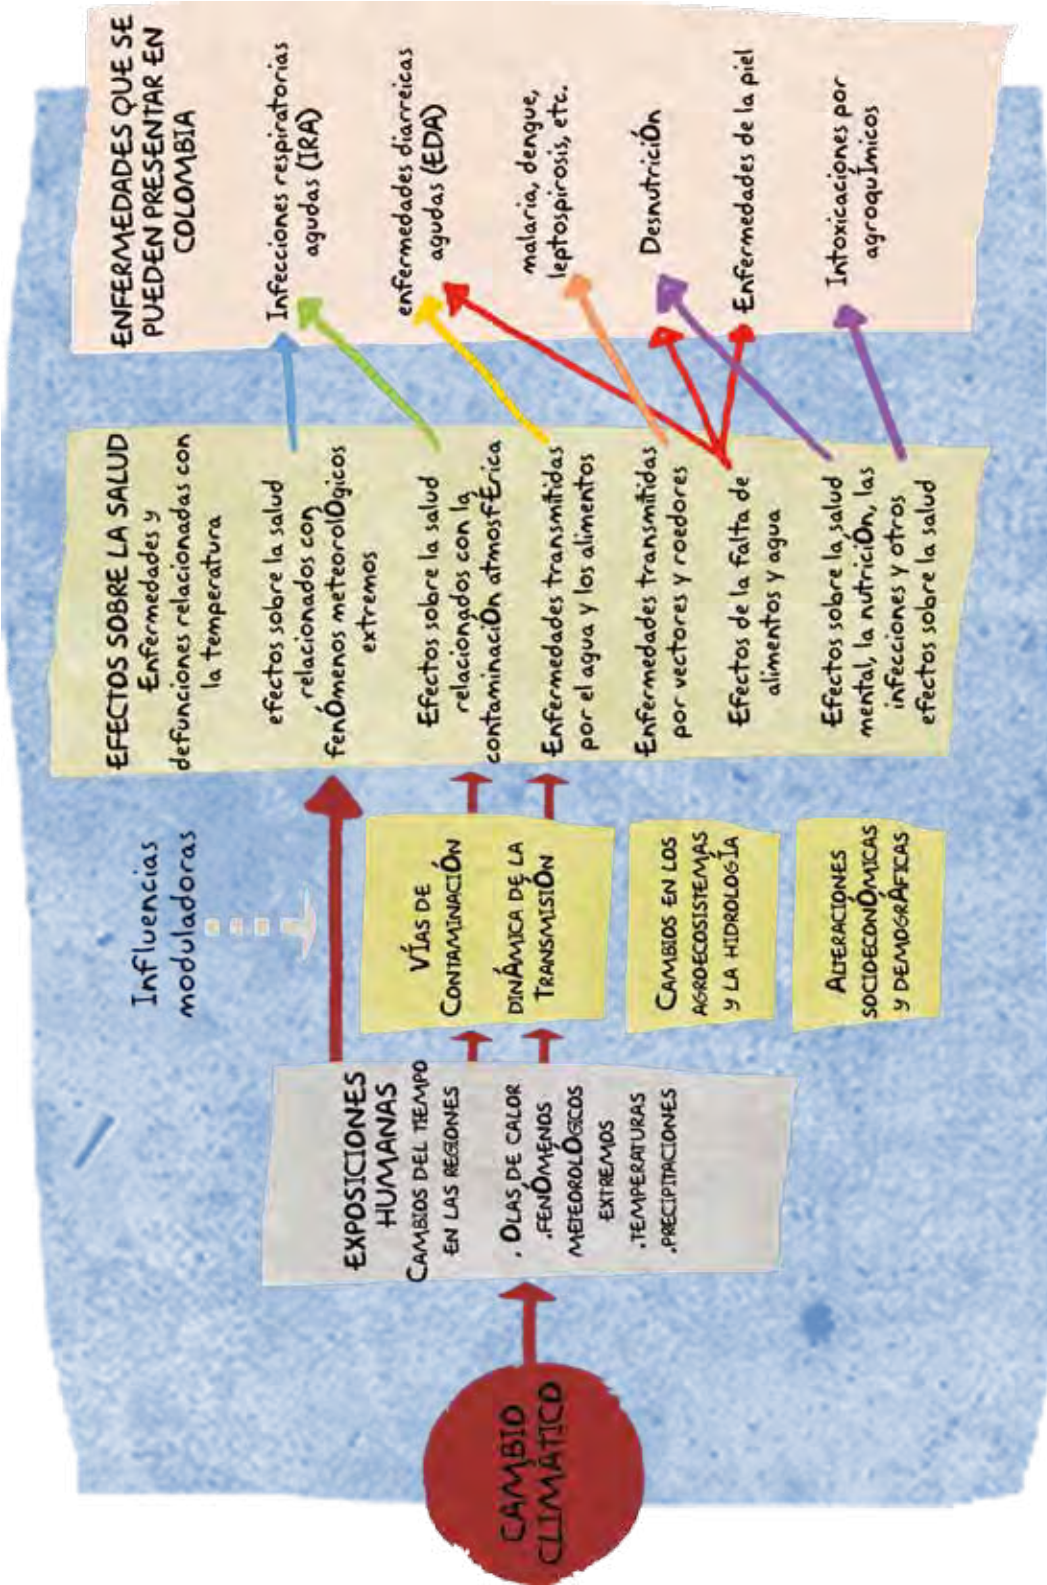 CAMBIO
CLIMÁTICO
EXPOSICIONES
HUMANAS
CAMBIOS DEL TIEMPO
EN LAS REGIONES
. OLAS DE CALOR
.FENÓMENOS
METEOROLÓGICOS
EXTREMOS
.TEMPERATURAS
.PRECIPITACIONES
Influencias
moduladoras
VÍAS DE
CONTAMINACIÓN
DINÁMICA DE LA
TRANSMISIÓN
CAMBIOS EN LOS
AGROECOSISTEMAS
Y LA HIDROLOGÍA
ALTERACIONES
SOCIOECONÓMICAS
Y DEMOGRÁFICAS
EFECTOS SOBRE LA SALUD
Enfermedades y
defunciones relacionadas con
la temperatura
efectos sobre la salud
relacionados con
fenÓmenos meteorolÓgicos
extremos
Efectos sobre la salud
relacionados con la
contaminaciÓn atmosfÉrica
Enfermedades transmitidas
por el agua y los alimentos
Enfermedades transmitidas
por vectores y roedores
Efectos de la falta de
alimentos y agua
Efectos sobre la salud
mental, la nutriciÓn, las
infecciones y otros
efectos sobre la salud
ENFERMEDADES QUE SE
PUEDEN PRESENTAR EN
COLOMBIA
Infecciones respiratorias
agudas (IRA)
enfermedades diarreicas
agudas (EDA)
malaria, dengue,
leptospirosis, etc.
DesnutriciÓn
Enfermedades de la piel
Intoxicaciones por
agroquÍmicos